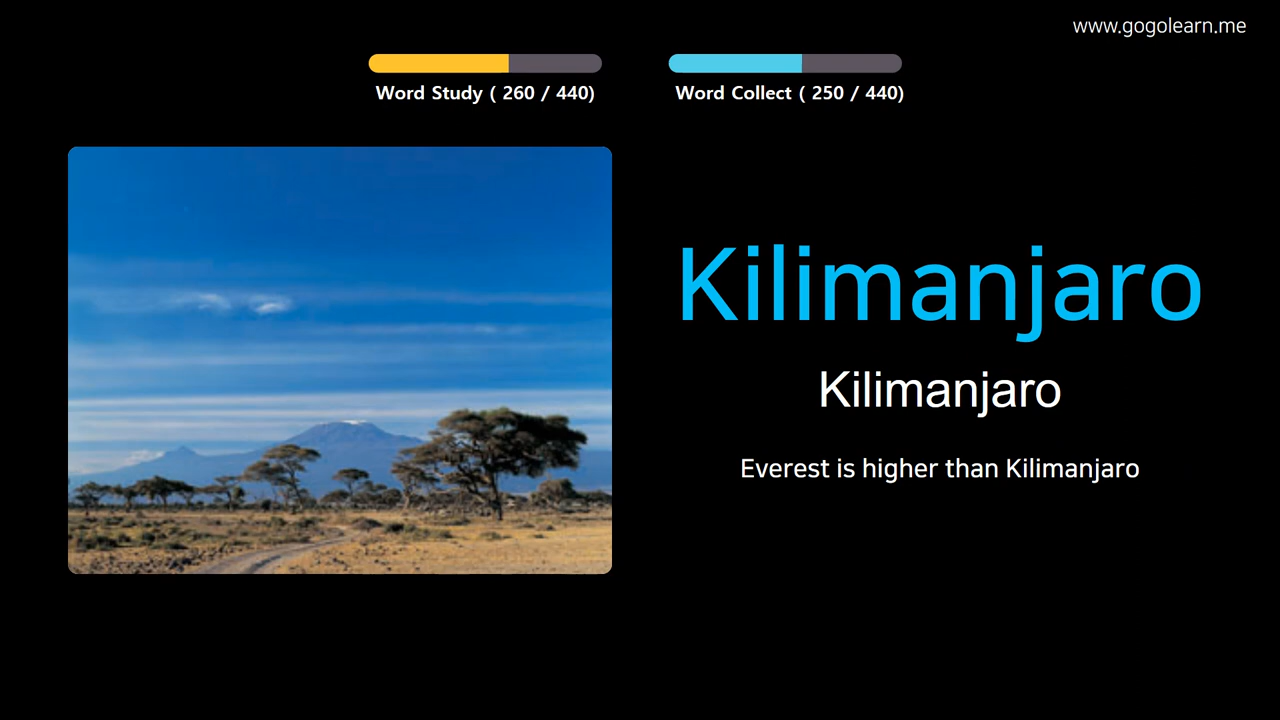 www.gogolearn.me
Word Study ( 260 / 440)
Word Collect ( 250 / 440)
Kilimanjaro
Kilimanjaro
Everest is higher than Kilimanjaro